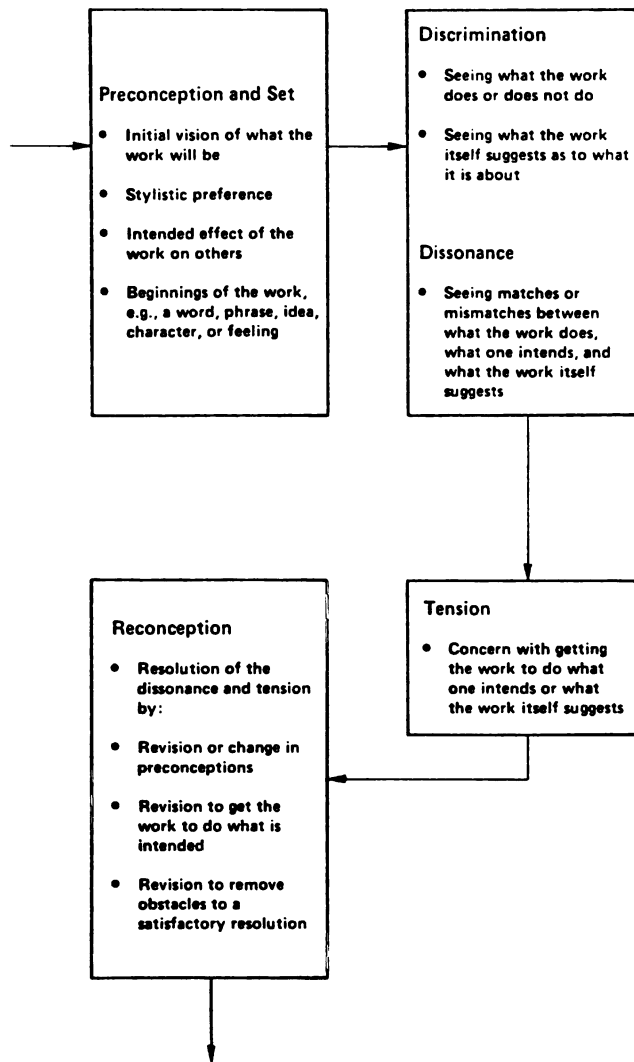 Preconception and Set
• Initial vision of what the
work will be
• Stylistic preference
• Intended effect of the
work on others
• Beginnings of the work,
e.g., a word, phrase, idea,
character, or feeling
Discrimination
• Seeing what the work
does or does not do
• Seeing what the work
itself suggests as to what
it is about
Dissonance
• Seeing matches or
mismatches between
what the work does,
what one intends, and
what the work itself
suggests
Tension
• Concern with getting
the work to do what
one intends or what
the work itself suggests
Reconception
• Resolution of the
dissonance and tension
by:
• Revision or change in
preconceptions
• Revision to get the
work to do what is
intended
• Revision to remove
obstacles to a
satisfactory resolution